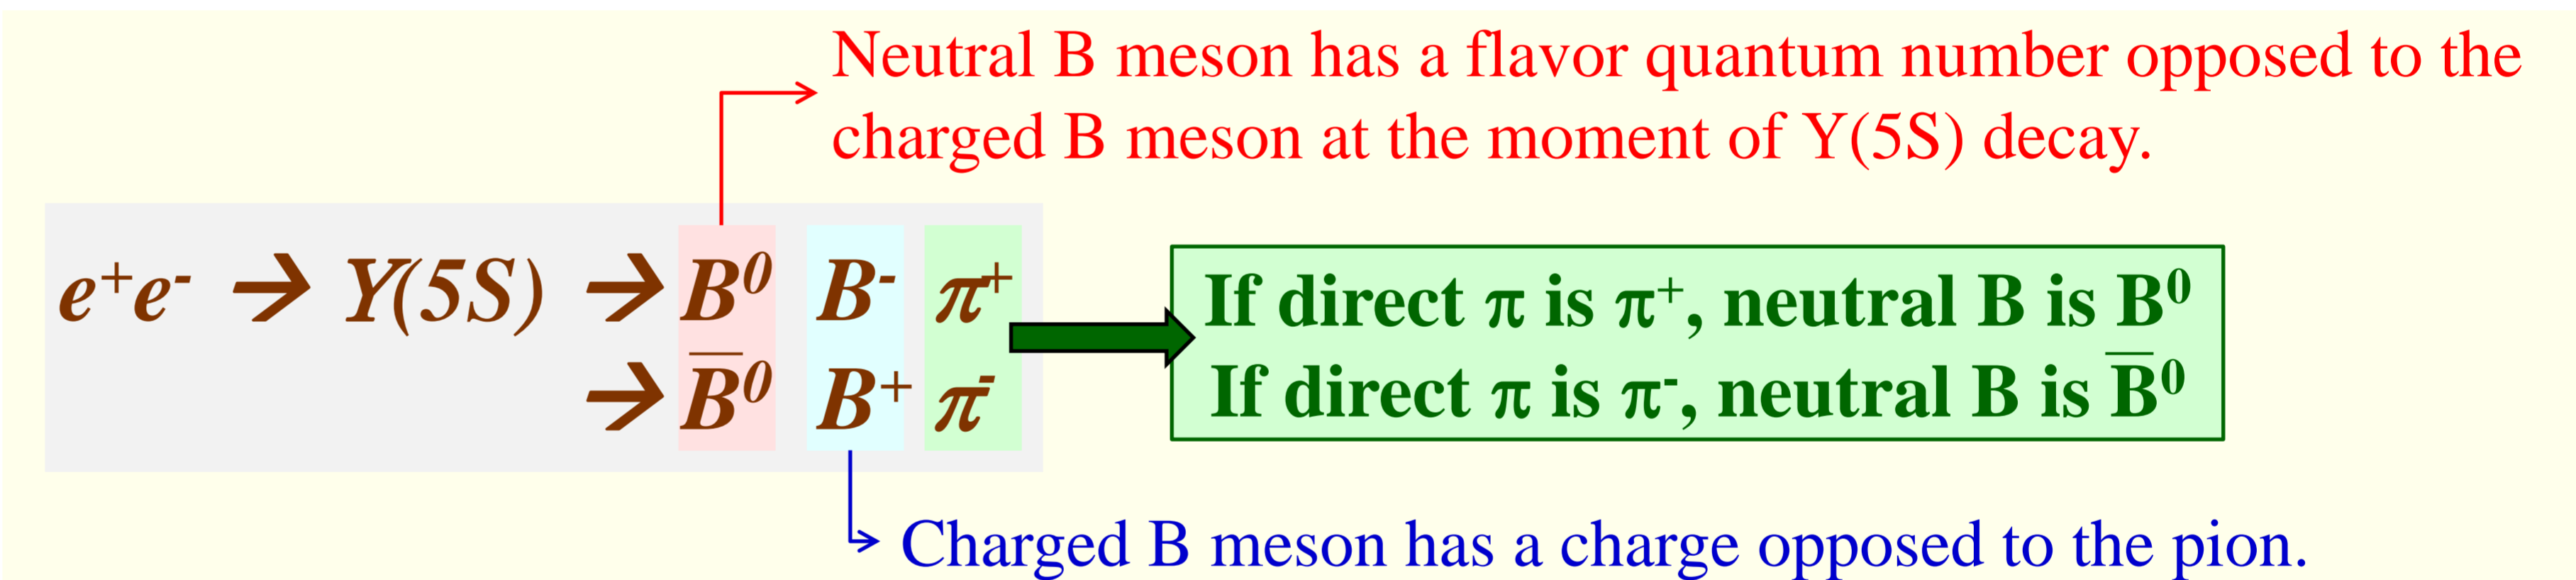 Neutral B meson has a flavor quantum number opposed to the
charged B meson at the moment of Υ(5S) decay.
e⁺e⁻ → Υ(5S) → B⁰ B⁻ π⁺
→ B̅⁰ B⁺ π⁻
If direct π is π⁺, neutral B is B⁰
If direct π is π⁻, neutral B is B̅⁰
Charged B meson has a charge opposed to the pion.